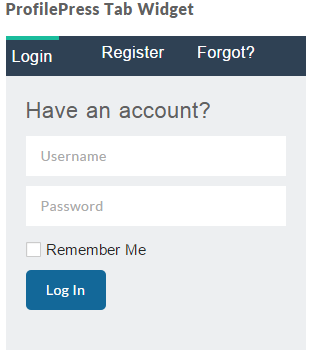 ProfilePress Tab Widget
Login Register Forgot?
Have an account?
Username
Password
Remember Me
Log In